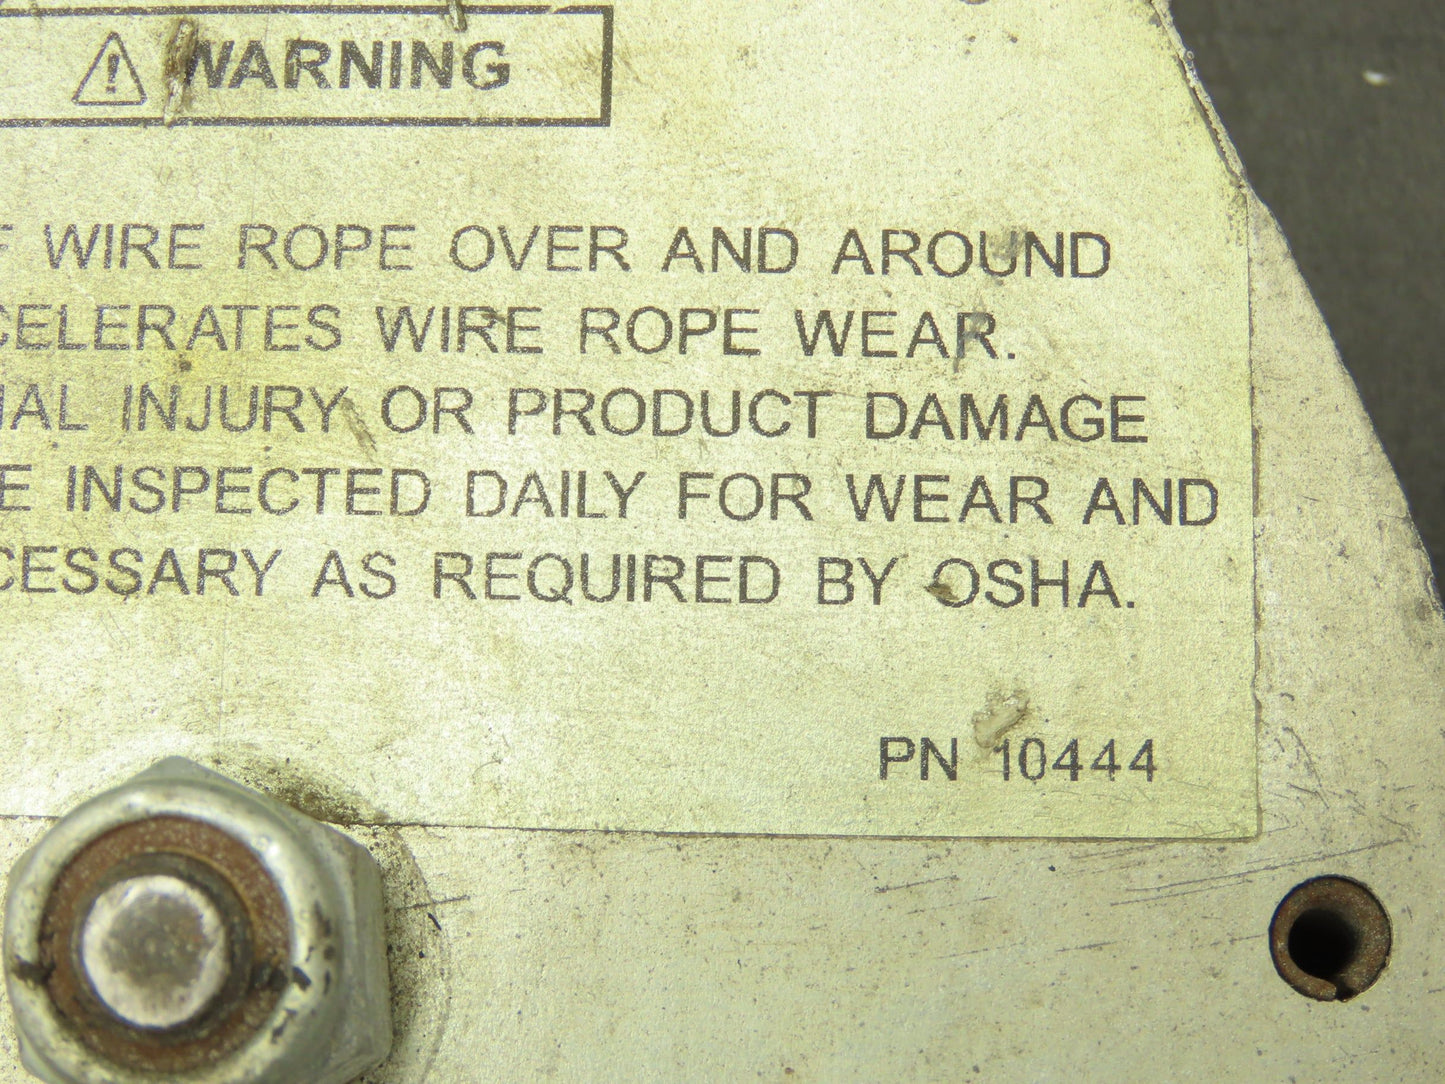 WARNING
WIRE ROPE OVER AND AROUND
CELERATES WIRE ROPE WEAR.
IAL INJURY OR PRODUCT DAMAGE
E INSPECTED DAILY FOR WEAR AND
CESSARY AS REQUIRED BY OSHA.
PN 10444